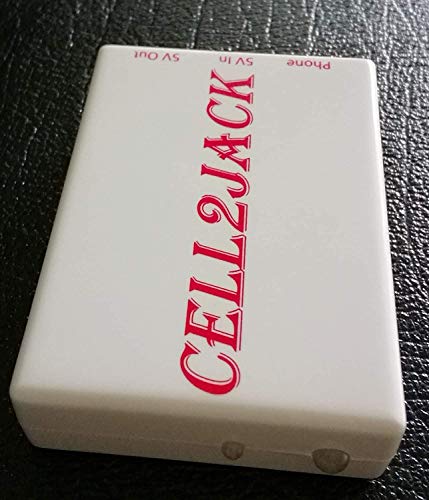 CELL2JACK
Phone
5V In
5V Out